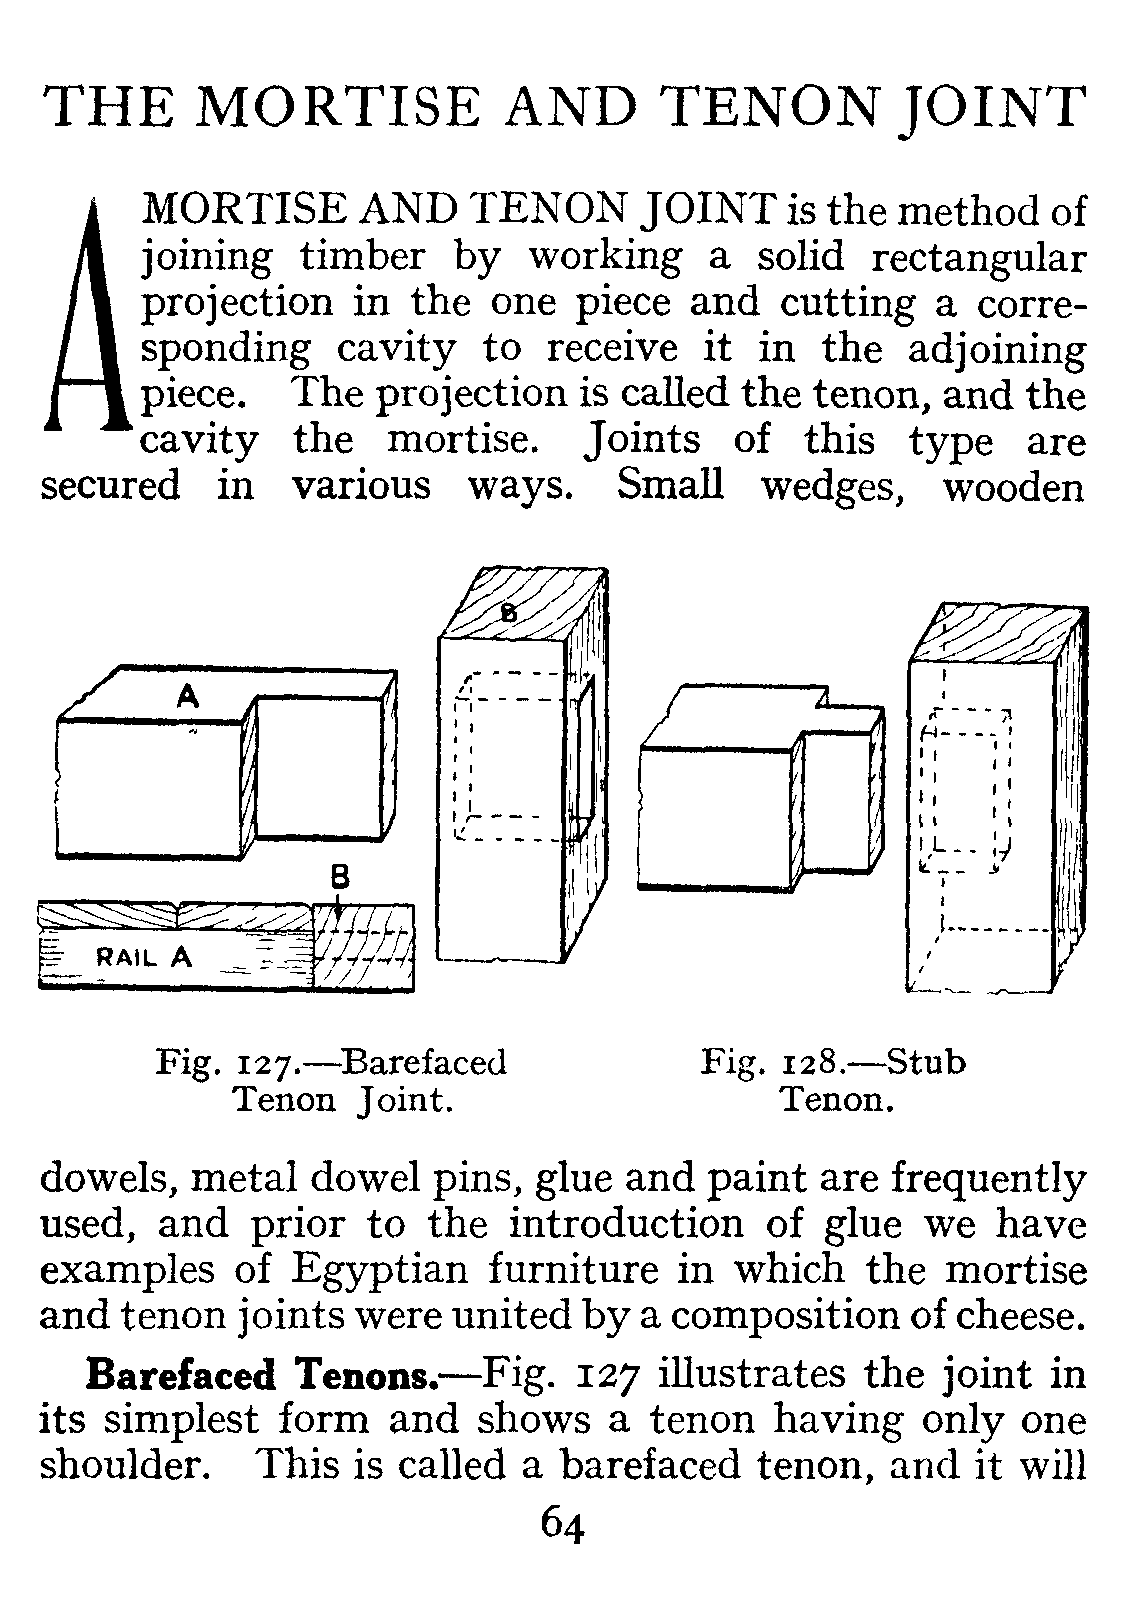 THE MORTISE AND TENON JOINT
A MORTISE AND TENON JOINT is the method of
joining timber by working a solid rectangular
projection in the one piece and cutting a corre-
sponding cavity to receive it in the adjoining
piece. The projection is called the tenon, and the
cavity the mortise. Joints of this type are
secured in various ways. Small wedges, wooden
A
B
B
RAIL A
Fig. 127.—Barefaced
Tenon Joint.
Fig. 128.—Stub
Tenon.
dowels, metal dowel pins, glue and paint are frequently
used, and prior to the introduction of glue we have
examples of Egyptian furniture in which the mortise
and tenon joints were united by a composition of cheese.
Barefaced Tenons.—Fig. 127 illustrates the joint in
its simplest form and shows a tenon having only one
shoulder. This is called a barefaced tenon, and it will
64